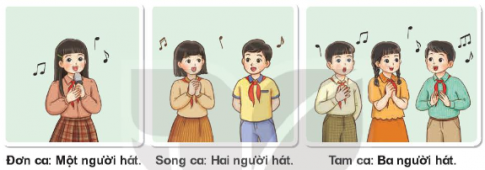 Đơn ca: Một người hát.
Song ca: Hai người hát.
Tam ca: Ba người hát.